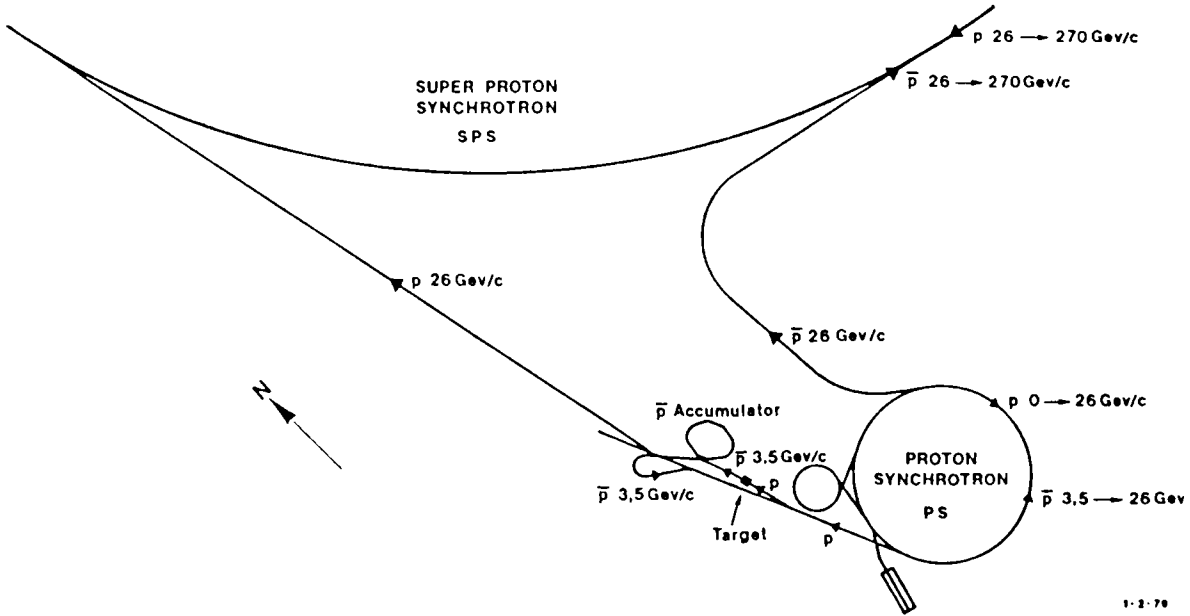 p 26 → 270 Gev/c
p̅ 26 → 270 Gev/c
SUPER PROTON
SYNCHROTRON
SPS
p 26 Gev/c
p̅ 26 Gev/c
N
p 0 → 26 Gev/c
p̅ Accumulator
p̅ 3,5 Gev/c
PROTON
SYNCHROTRON
PS
p
p̅ 3,5 Gev/c
p̅ 3,5 → 26 Gev
Target
p
1-2-79